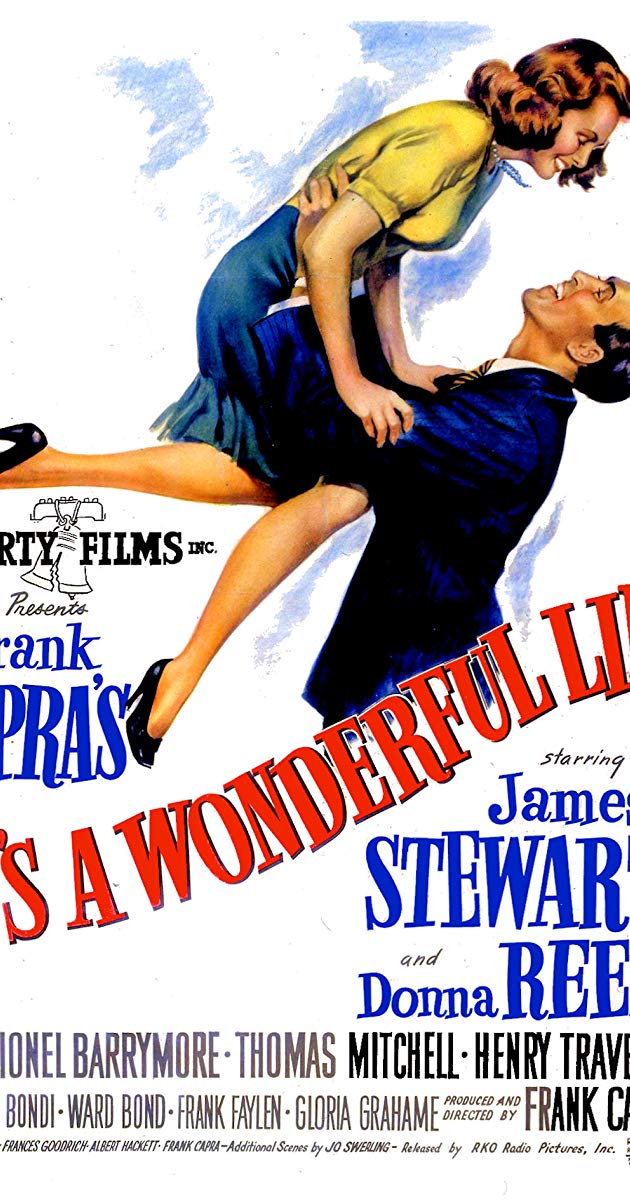 RTY FILMS INC.
Presents
rank
PRA'S
'S A WONDERFUL LI
starring
James
STEWAR
and
Donna REE
IONEL BARRYMORE · THOMAS MITCHELL · HENRY TRAVE
BONDI · WARD BOND · FRANK FAYLEN · GLORIA GRAHAME PRODUCED AND DIRECTED BY FRANK CA
FRANCES GOODRICH · ALBERT HACKETT · FRANK CAPRA – Additional Scenes by JO SWERLING – Released by RKO Radio Pictures, Inc.